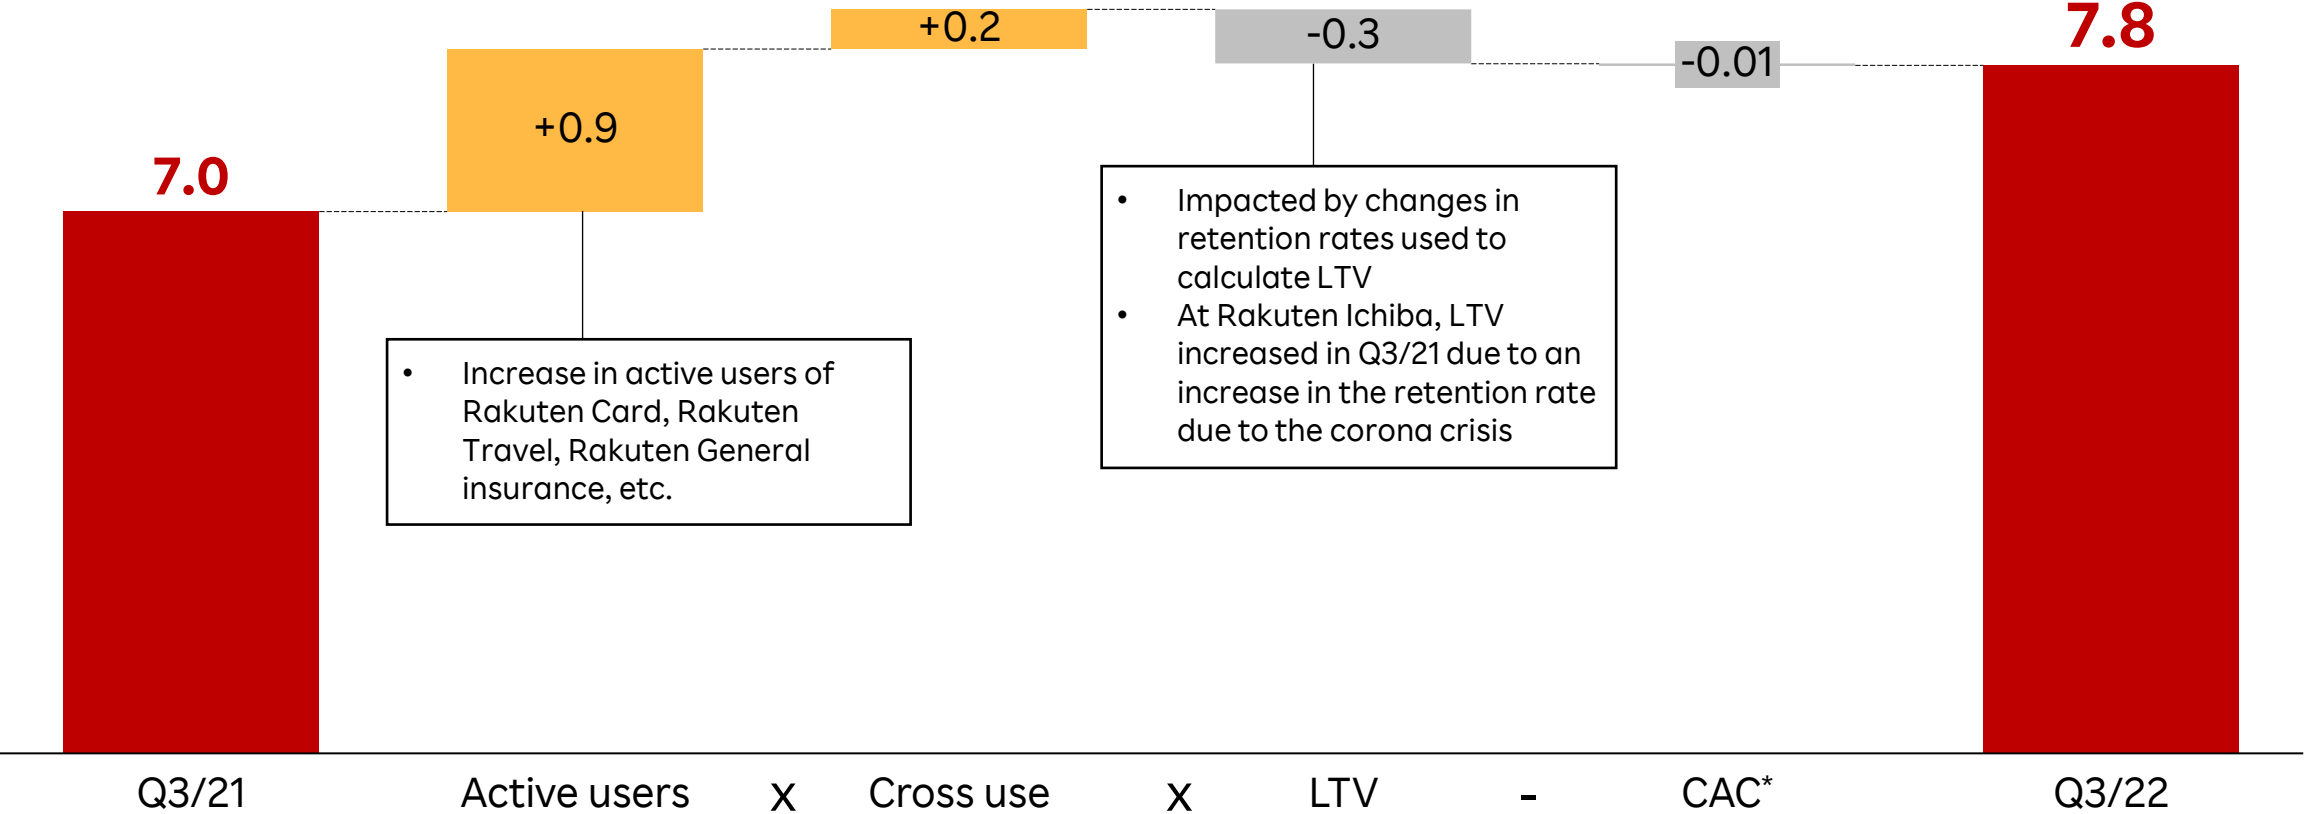 7.0
+0.9
+0.2
-0.3
-0.01
7.8
• Increase in active users of
Rakuten Card, Rakuten
Travel, Rakuten General
insurance, etc.
• Impacted by changes in
retention rates used to
calculate LTV
• At Rakuten Ichiba, LTV
increased in Q3/21 due to an
increase in the retention rate
due to the corona crisis
Q3/21 Active users x Cross use x LTV - CAC* Q3/22